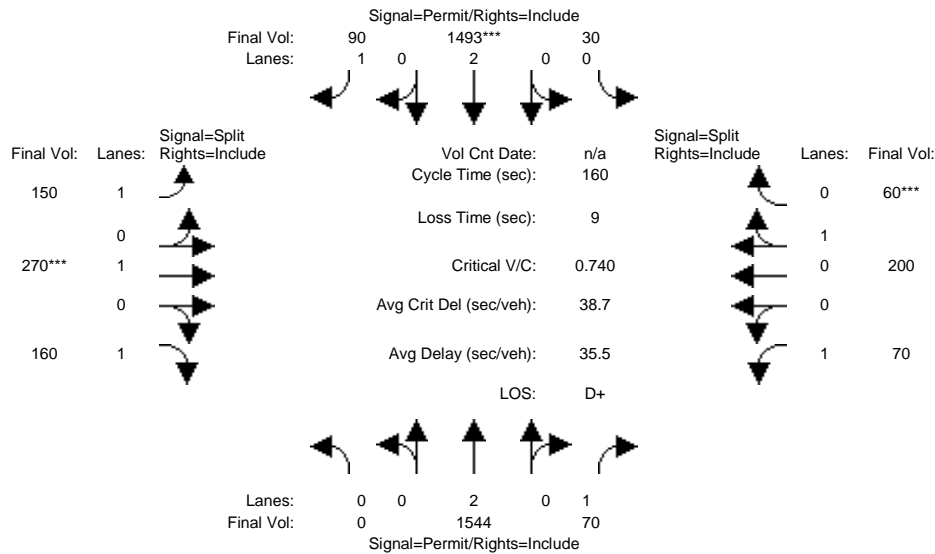 Signal=Permit/Rights=Include
Final Vol: 90 1493*** 30
Lanes: 1 0 2 0 0
Signal=Split Signal=Split
Final Vol: Lanes: Rights=Include Vol Cnt Date: n/a Rights=Include Lanes: Final Vol:
Cycle Time (sec): 160
150 1 0 60***
Loss Time (sec): 9
0 1
270*** 1 Critical V/C: 0.740 0 200
0 Avg Crit Del (sec/veh): 38.7 0
160 1 Avg Delay (sec/veh): 35.5 1 70
LOS: D+
Lanes: 0 0 2 0 1
Final Vol: 0 1544 70
Signal=Permit/Rights=Include